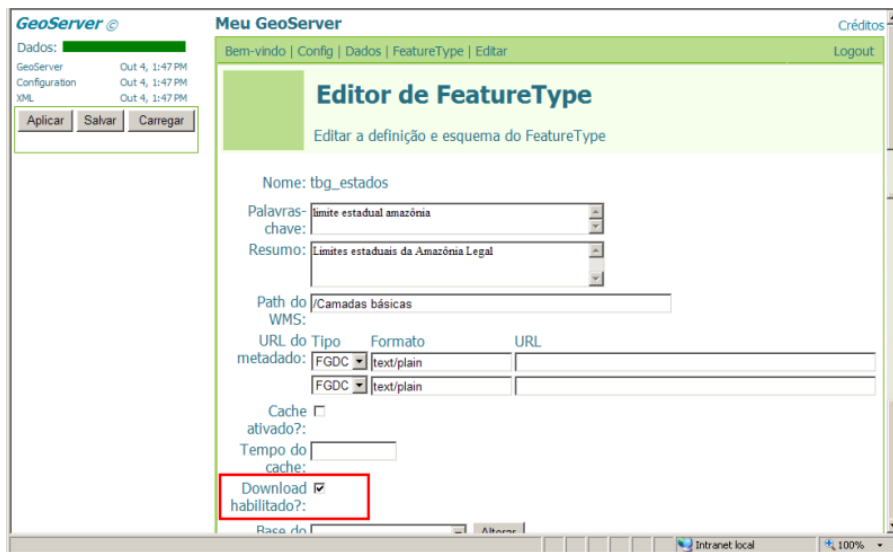 GeoServer ©
Meu GeoServer
Créditos
Dados:
Bem-vindo | Config | Dados | FeatureType | Editar
Logout
GeoServer Out 4, 1:47 PM
Configuration Out 4, 1:47 PM
XML Out 4, 1:47 PM
Aplicar Salvar Carregar
Editor de FeatureType
Editar a definição e esquema do FeatureType
Nome: tbg_estados
Palavras-
chave:
limite estadual amazônia
Resumo: Limites estaduais da Amazônia Legal
Path do
WMS:
/Camadas básicas
URL do
metadado:
Tipo Formato URL
FGDC text/plain
FGDC text/plain
Cache
ativado?:
Tempo do
cache:
Download
habilitado?:
Base do
Alterar
Intranet local 100%